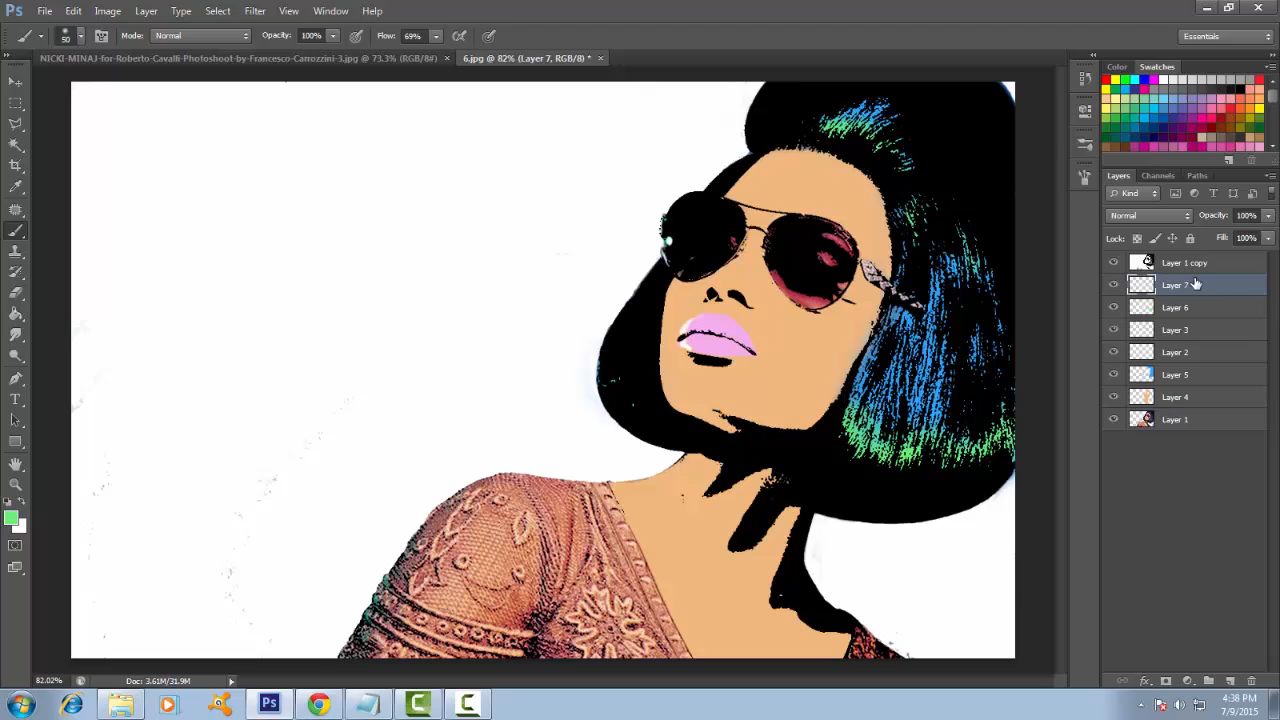 Ps File Edit Image Layer Type Select Filter View Window Help
50 Mode: Normal Opacity: 100% Flow: 69% Essentials
NICKI-MINAJ-for-Roberto-Cavalli-Photoshoot-by-Francesco-Carrozzini-3.jpg @ 73.3% (RGB/8#) × 6.jpg @ 82% (Layer 7, RGB/8) * ×
Color Swatches
Layers Channels Paths
Kind
Normal Opacity: 100%
Lock: Fill: 100%
Layer 1 copy
Layer 7
Layer 6
Layer 3
Layer 2
Layer 5
Layer 4
Layer 1
82.02% Doc: 3.61M/31.9M
4:38 PM
7/9/2015